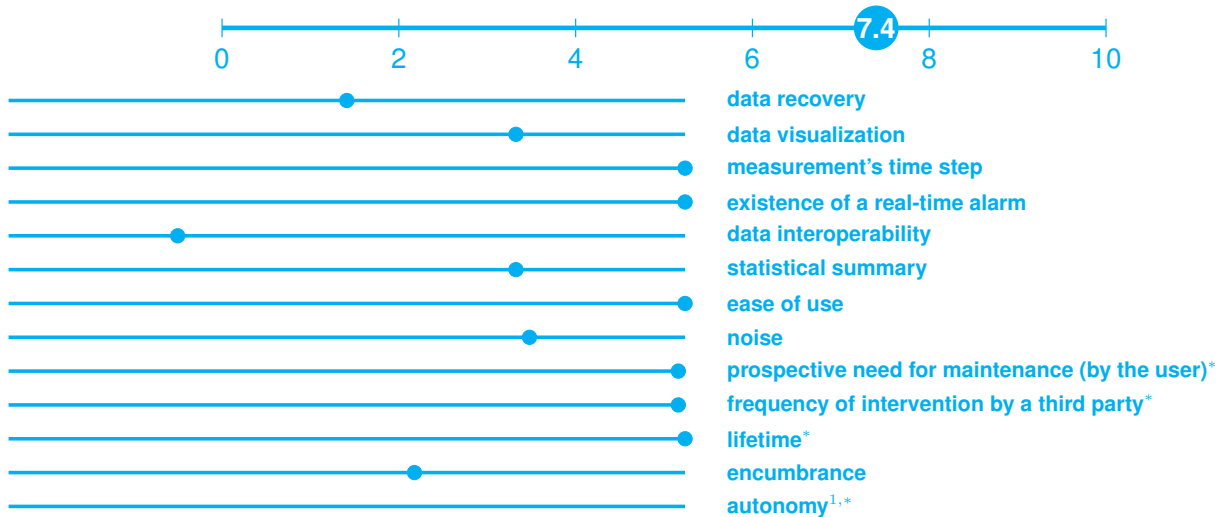 7.4
0 2 4 6 8 10
data recovery
data visualization
measurement's time step
existence of a real-time alarm
data interoperability
statistical summary
ease of use
noise
prospective need for maintenance (by the user)*
frequency of intervention by a third party*
lifetime*
encumbrance
autonomy1,*